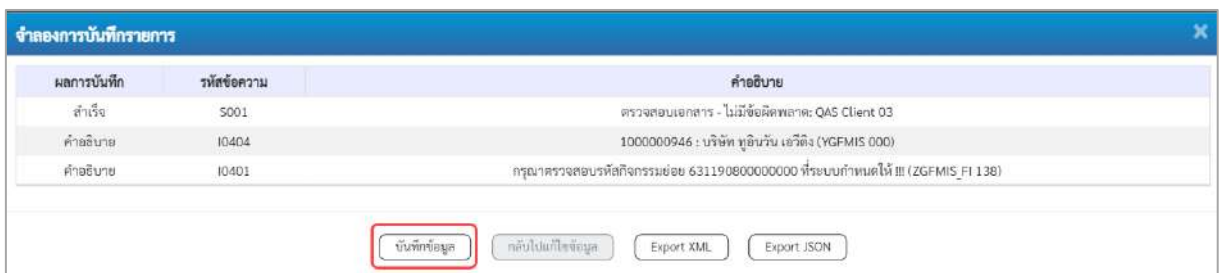 จำลองการบันทึกรายการ
ผลการบันทึก รหัสข้อความ คำอธิบาย
สำเร็จ S001 ตรวจสอบเอกสาร - ไม่มีข้อผิดพลาด: QAS Client 03
คำอธิบาย I0404 1000000946 : บริษัท ทูอินวัน เอวีดิง (YGFMIS 000)
คำอธิบาย I0401 กรุณาตรวจสอบรหัสกิจกรรมย่อย 631190800000000 ที่ระบบกำหนดให้ !!! (ZGFMIS_FI 138)
บันทึกข้อมูล กลับไปแก้ไขข้อมูล Export XML Export JSON